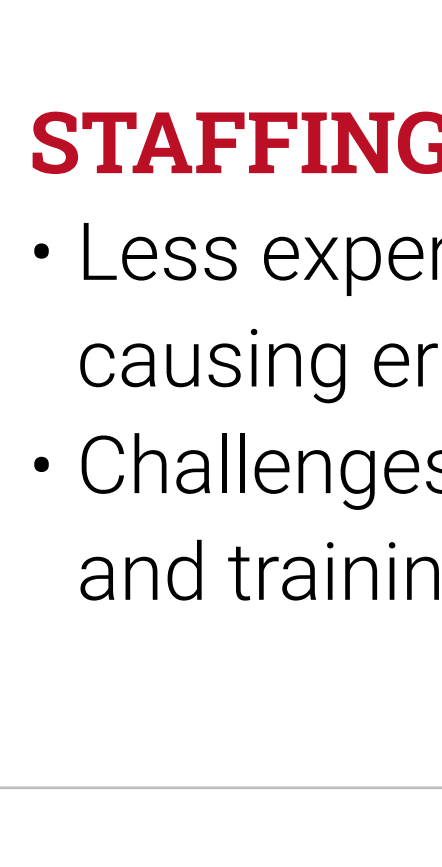 STAFFING
• Less exper
causing er
• Challenges
and trainin